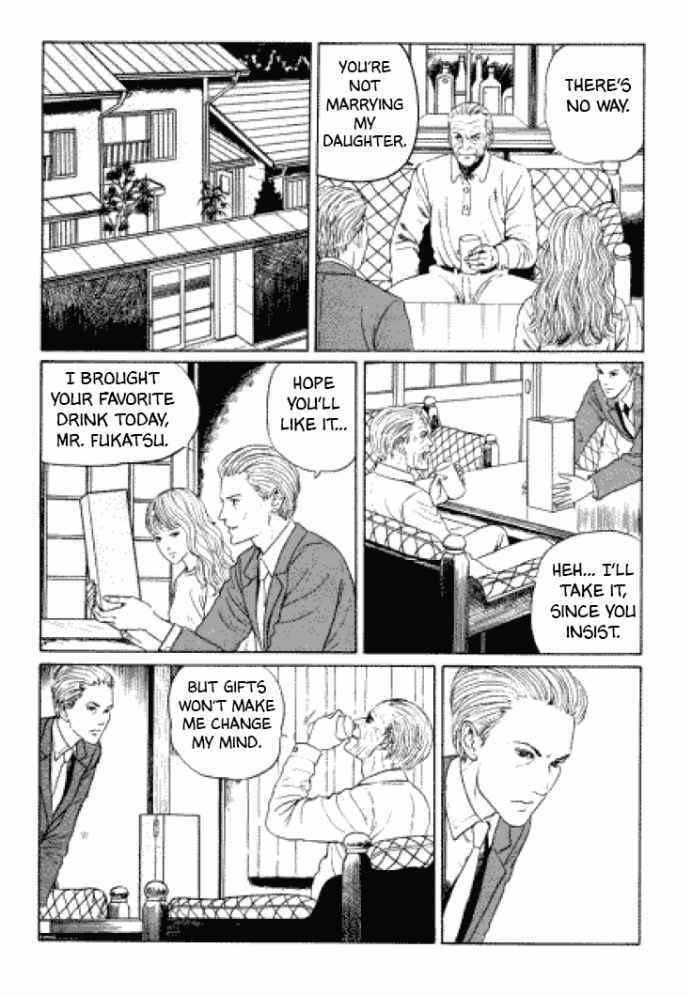 YOU'RE
NOT
MARRYING
MY
DAUGHTER.
THERE'S
NO WAY.
I BROUGHT
YOUR FAVORITE
DRINK TODAY,
MR. FUKATSU.
HOPE
YOU'LL
LIKE IT...
HEH... I'LL
TAKE IT,
SINCE YOU
INSIST.
BUT GIFTS
WON'T MAKE
ME CHANGE
MY MIND.